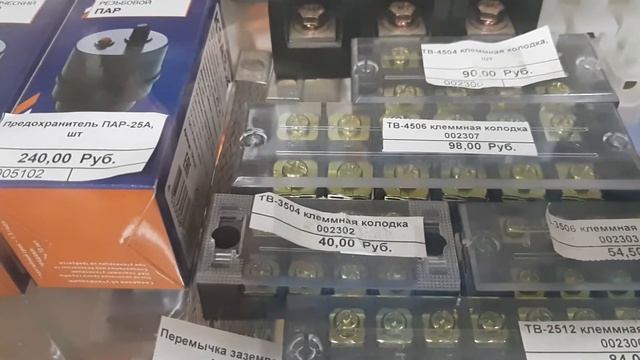 РЕЗЬБОВОЙ
ПАР
Предохранитель ПАР-25А,
шт
240,00 Руб.
005102
ТВ-4504 клеммная колодка,
шт
90,00 Руб.
ТВ-4506 клеммная колодка
002307
98,00 Руб.
ТВ-3504 клеммная колодка
002302
40,00 Руб.
-3506 клеммная
002303
54,50
ТВ-2512 клеммная
Перемычка заземл